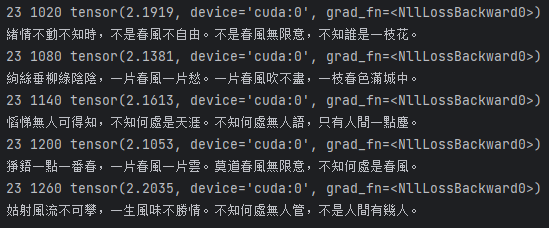 23 1020 tensor(2.1919, device='cuda:0', grad_fn=<NllLossBackward0>)
緒情不動不知時，不是春風不自由。不是春風無限意，不知誰是一枝花。
23 1080 tensor(2.1381, device='cuda:0', grad_fn=<NllLossBackward0>)
絢絲垂柳綠陰陰，一片春風一片愁。一片春風吹不盡，一枝春色滿城中。
23 1140 tensor(2.1613, device='cuda:0', grad_fn=<NllLossBackward0>)
慆悌無人可得知，不知何處是天涯。不知何處無人語，只有人間一點塵。
23 1200 tensor(2.1053, device='cuda:0', grad_fn=<NllLossBackward0>)
猙錯一點一番春，一片春風一片雲。莫道春風無限意，不知何處是春風。
23 1260 tensor(2.2035, device='cuda:0', grad_fn=<NllLossBackward0>)
姑射風流不可攀，一生風味不勝情。不知何處無人管，不是人間有幾人。